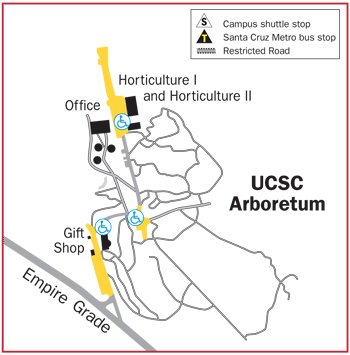 S Campus shuttle stop
T Santa Cruz Metro bus stop
Restricted Road
Horticulture I
and Horticulture II
Office
UCSC
Arboretum
Gift
Shop
Empire Grade